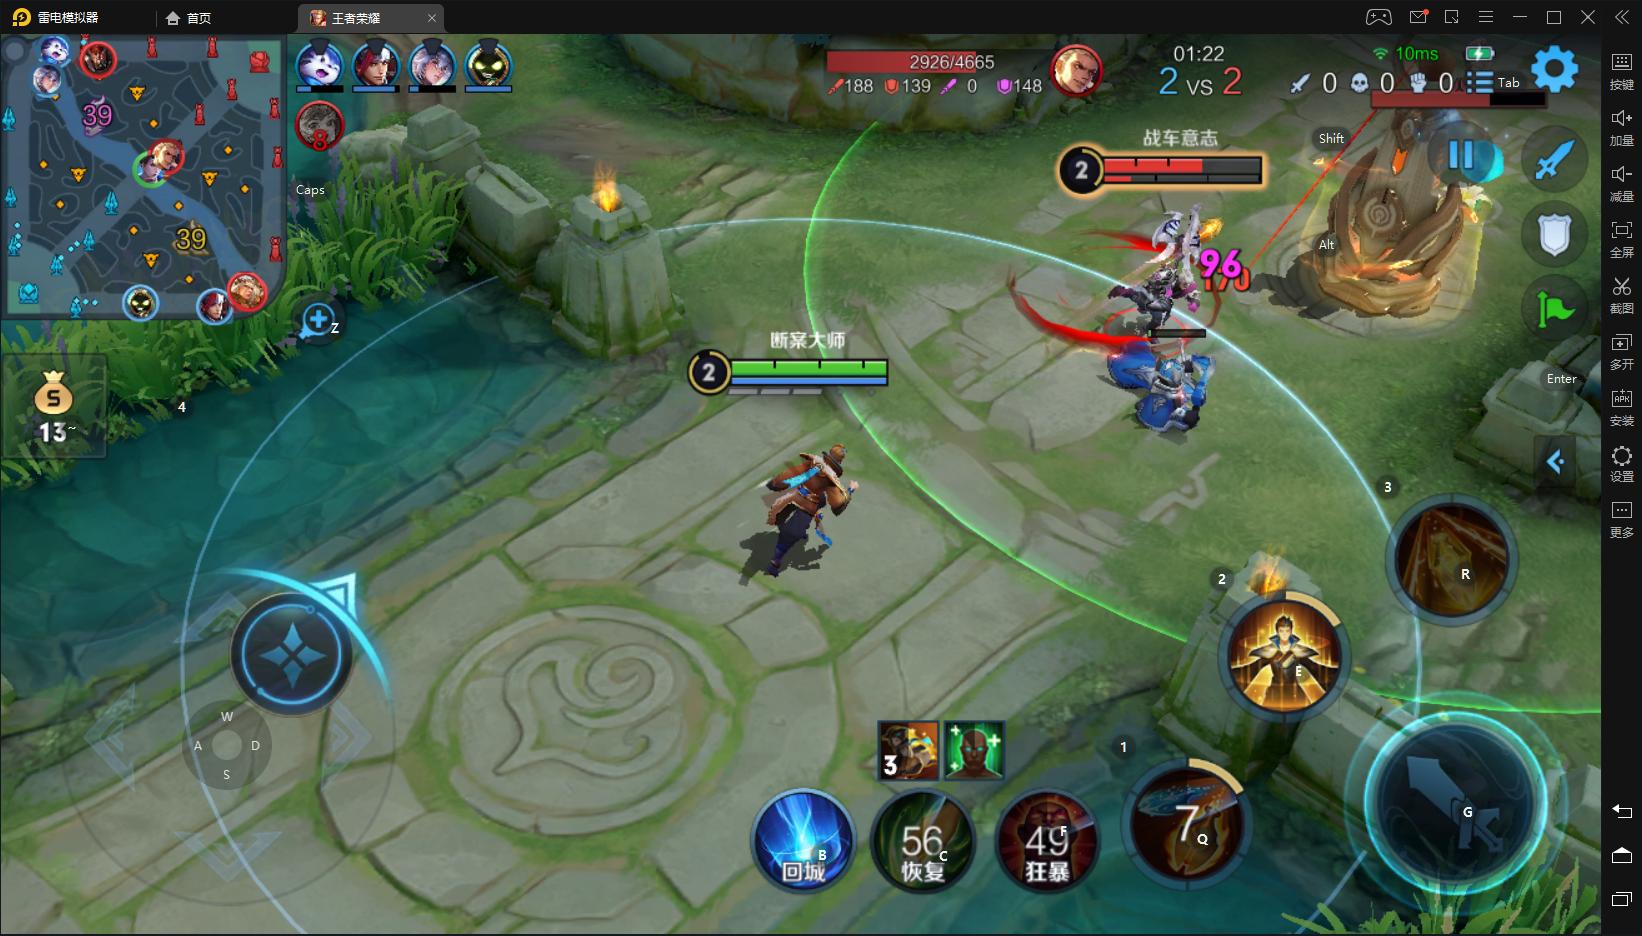 雷电模拟器
首页
王者荣耀
39
39
8
Caps
Z
S
13~
4
2926/4665
188 139 0 148
01:22
2 VS 2
10ms
0 0 0
Tab
Shift
战车意志
2
96
170
Alt
断案大师
2
Enter
3
R
2
E
1
G
W
A D
S
3
回城 B
56 C
恢复
49 F
狂暴
7 Q
按键
加量
减量
全屏
截图
多开
APK
安装
设置
更多